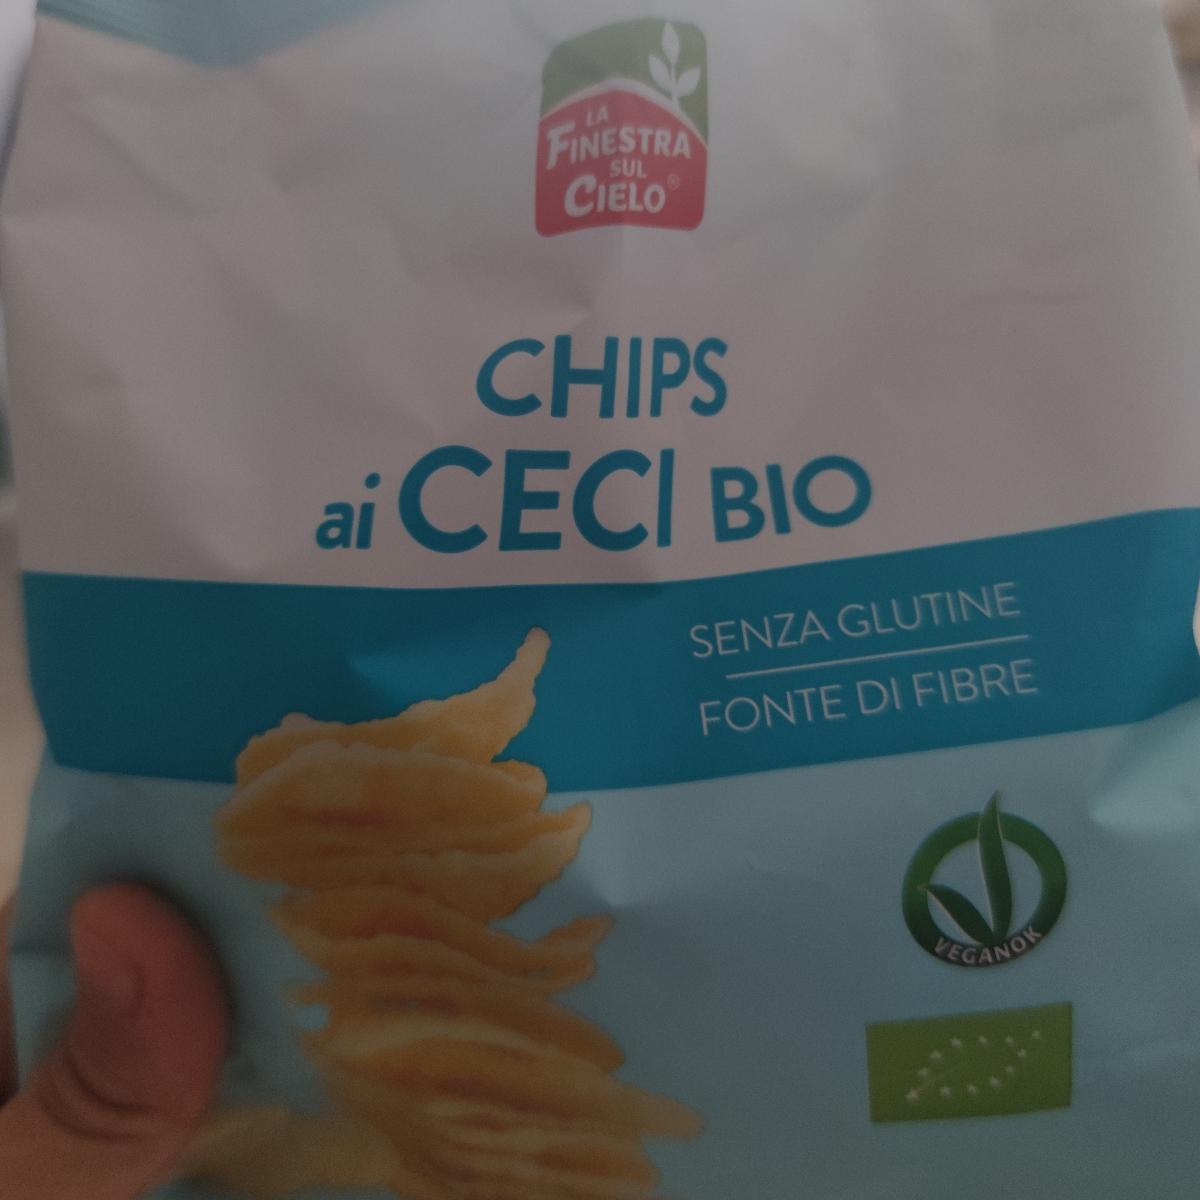 LA
FINESTRA
SUL
CIELO®
CHIPS
ai CECI BIO
SENZA GLUTINE
FONTE DI FIBRE
VEGANOK